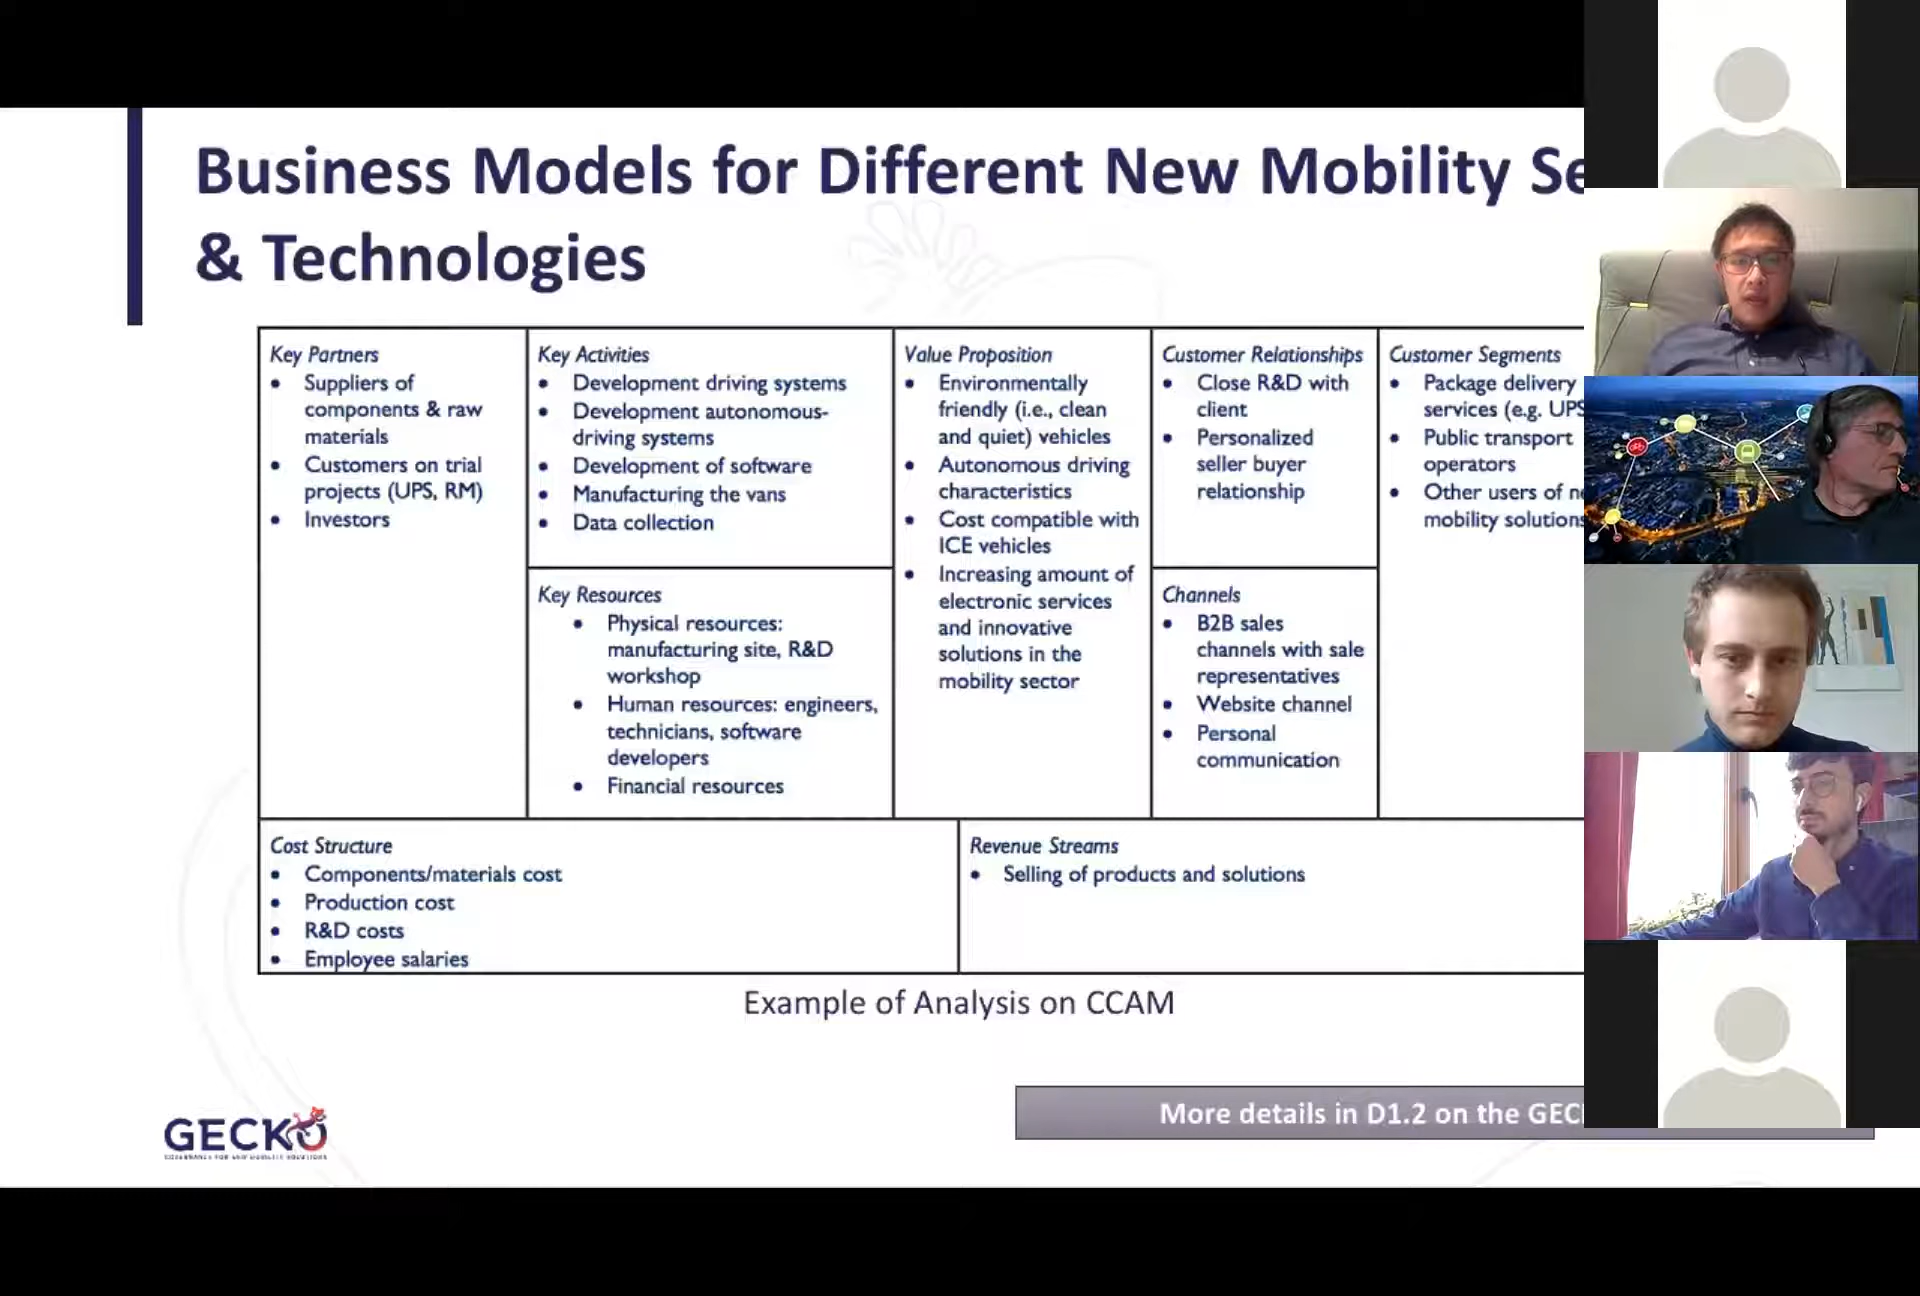 Business Models for Different New Mobility Se
& Technologies
Key Partners
• Suppliers of
components & raw
materials
• Customers on trial
projects (UPS, RM)
• Investors
Key Activities
• Development driving systems
• Development autonomous-
driving systems
• Development of software
• Manufacturing the vans
• Data collection
Key Resources
• Physical resources:
manufacturing site, R&D
workshop
• Human resources: engineers,
technicians, software
developers
• Financial resources
Value Proposition
• Environmentally
friendly (i.e., clean
and quiet) vehicles
• Autonomous driving
characteristics
• Cost compatible with
ICE vehicles
• Increasing amount of
electronic services
and innovative
solutions in the
mobility sector
Customer Relationships
• Close R&D with
client
• Personalized
seller buyer
relationship
Channels
• B2B sales
channels with sale
representatives
• Website channel
• Personal
communication
Customer Segments
• Package delivery
services (e.g. UPS
• Public transport
operators
• Other users of ne
mobility solutions
Cost Structure
• Components/materials cost
• Production cost
• R&D costs
• Employee salaries
Revenue Streams
• Selling of products and solutions
Example of Analysis on CCAM
GECKO
GOVERNANCE FOR NEW MOBILITY SOLUTIONS
More details in D1.2 on the GEC